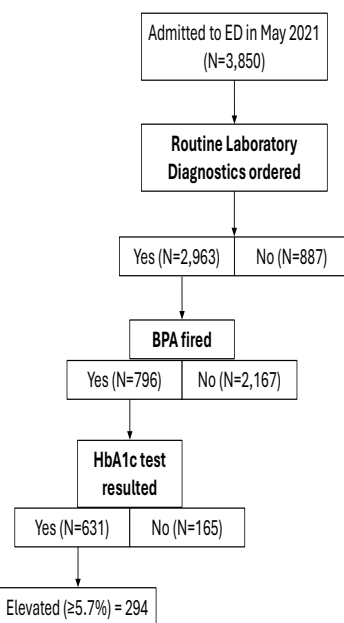 Admitted to ED in May 2021
(N=3,850)
Routine Laboratory
Diagnostics ordered
Yes (N=2,963) No (N=887)
BPA fired
Yes (N=796) No (N=2,167)
HbA1c test
resulted
Yes (N=631) No (N=165)
Elevated (≥5.7%) = 294